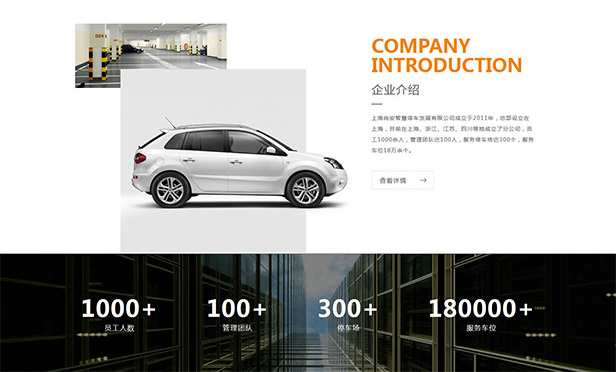 COMPANY
INTRODUCTION
企业介绍
上海尚安智慧停车发展有限公司成立于2011年，总部设立在
上海，目前在上海、浙江、江苏、四川等地成立了分公司，员
工1000余人，管理团队达100人，服务停车场近300个，服务
车位18万余个。
查看详情 →
1000+
员工人数
100+
管理团队
300+
停车场
180000+
服务车位